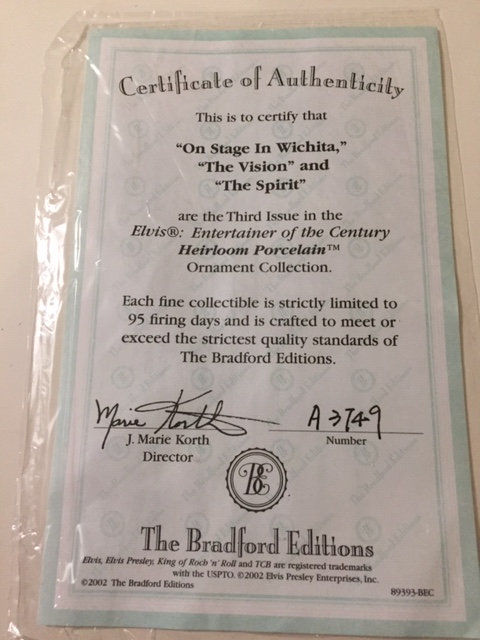 Certificate of Authenticity
This is to certify that
"On Stage In Wichita,"
"The Vision" and
"The Spirit"
are the Third Issue in the
Elvis®: Entertainer of the Century
Heirloom Porcelain™
Ornament Collection.
Each fine collectible is strictly limited to
95 firing days and is crafted to meet or
exceed the strictest quality standards of
The Bradford Editions.
Marie Korth
A3749
J. Marie Korth
Number
Director
BE
The Bradford Editions
Elvis, Elvis Presley, King of Rock 'n' Roll and TCB are registered trademarks
with the USPTO. ©2002 Elvis Presley Enterprises, Inc.
©2002 The Bradford Editions
89393-BEC